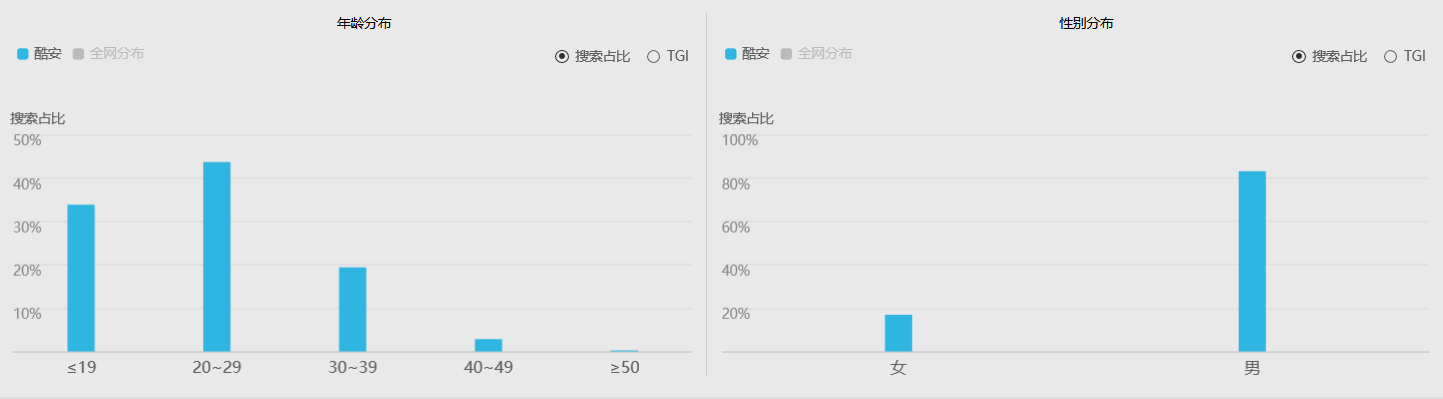 年龄分布
酷安 全网分布
搜索占比 TGI
搜索占比
50%
40%
30%
20%
10%
≤19 20~29 30~39 40~49 ≥50
性别分布
酷安 全网分布
搜索占比 TGI
搜索占比
100%
80%
60%
40%
20%
女 男